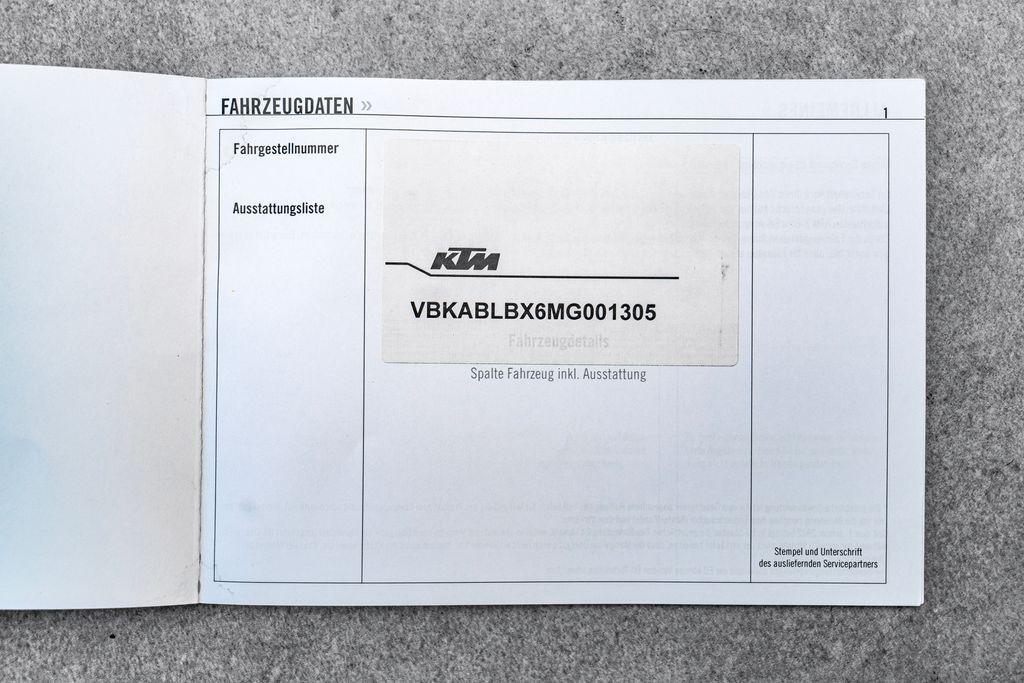 FAHRZEUGDATEN »
1
Fahrgestellnummer
Ausstattungsliste
KTM
VBKABLBX6MG001305
Fahrzeugdetails
Spalte Fahrzeug inkl. Ausstattung
Stempel und Unterschrift
des ausliefernden Servicepartners